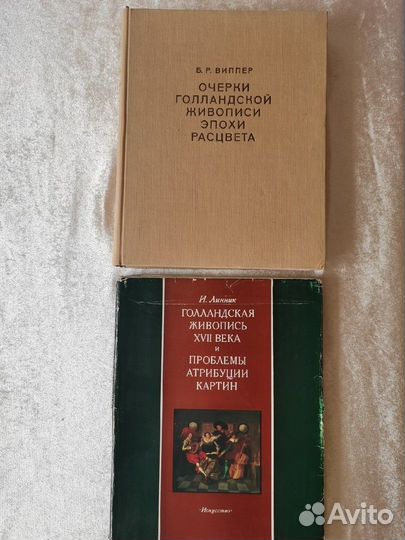 Б. Р. ВИППЕР
ОЧЕРКИ
ГОЛЛАНДСКОЙ
ЖИВОПИСИ
ЭПОХИ
РАСЦВЕТА
И. Линник
ГОЛЛАНДСКАЯ
ЖИВОПИСЬ
XVII ВЕКА
и
ПРОБЛЕМЫ
АТРИБУЦИИ
КАРТИН
·Искусство·
Avito